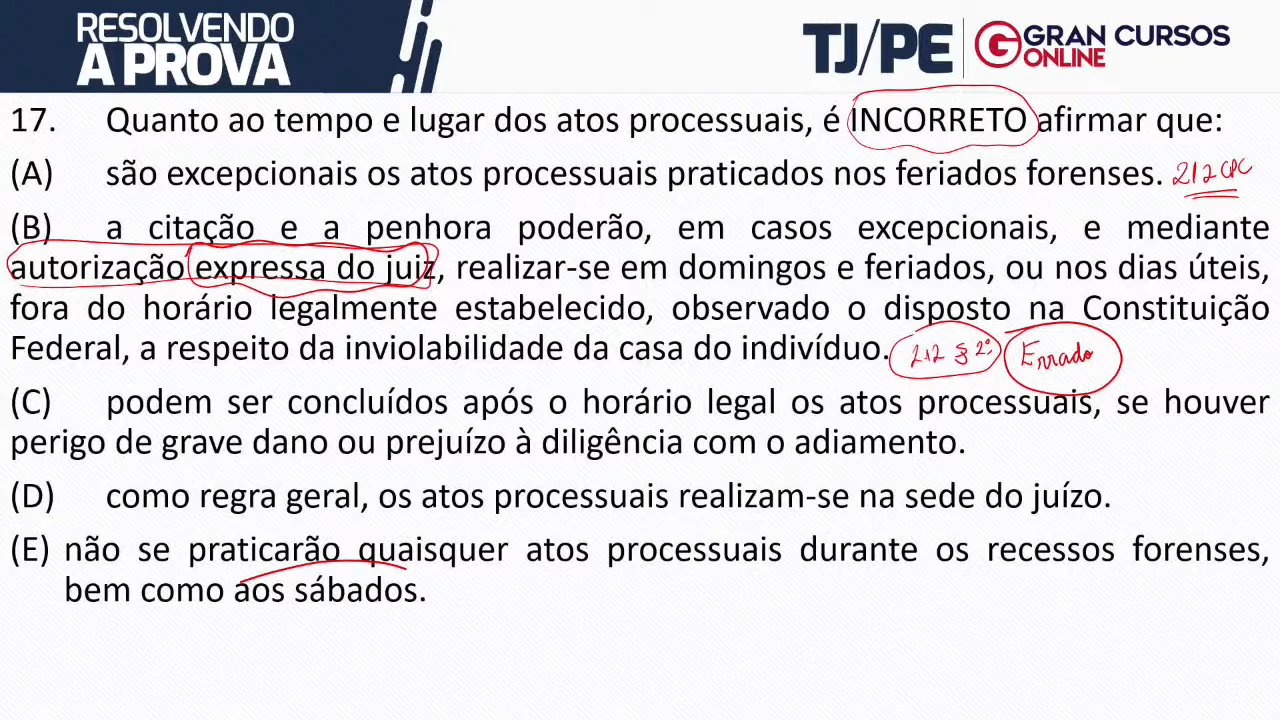 RESOLVENDO
A PROVA
TJ/PE
GRAN CURSOS
ONLINE
17. Quanto ao tempo e lugar dos atos processuais, é INCORRETO afirmar que:
(A) são excepcionais os atos processuais praticados nos feriados forenses. 212 CPC
(B) a citação e a penhora poderão, em casos excepcionais, e mediante
autorização expressa do juiz, realizar-se em domingos e feriados, ou nos dias úteis,
fora do horário legalmente estabelecido, observado o disposto na Constituição
Federal, a respeito da inviolabilidade da casa do indivíduo. 212 § 2º Errado
(C) podem ser concluídos após o horário legal os atos processuais, se houver
perigo de grave dano ou prejuízo à diligência com o adiamento.
(D) como regra geral, os atos processuais realizam-se na sede do juízo.
(E) não se praticarão quaisquer atos processuais durante os recessos forenses,
bem como aos sábados.